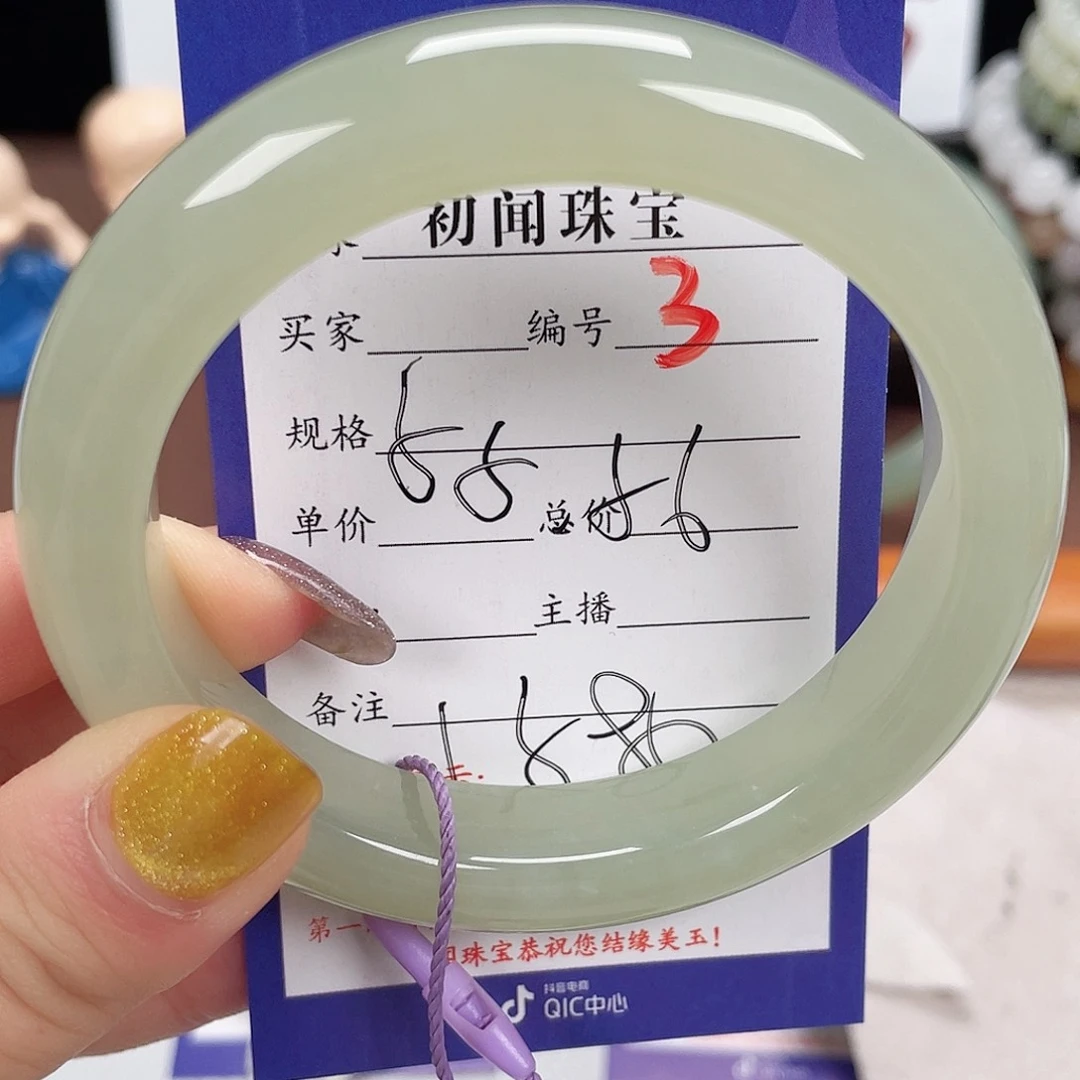 初闻珠宝
买家 编号 3
规格 55 56
单价 总价
主播
备注
第一 珠宝恭祝您结缘美玉！
抖音电商
QIC中心